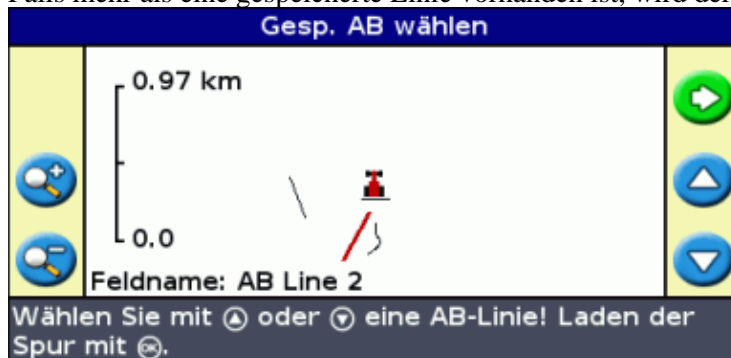 Falls mehr als eine gespeicherte Linie vorhanden ist, wird der
Gesp. AB wählen
0.97 km
0.0
Feldname: AB Line 2
Wählen Sie mit oder eine AB-Linie! Laden der
Spur mit OK.